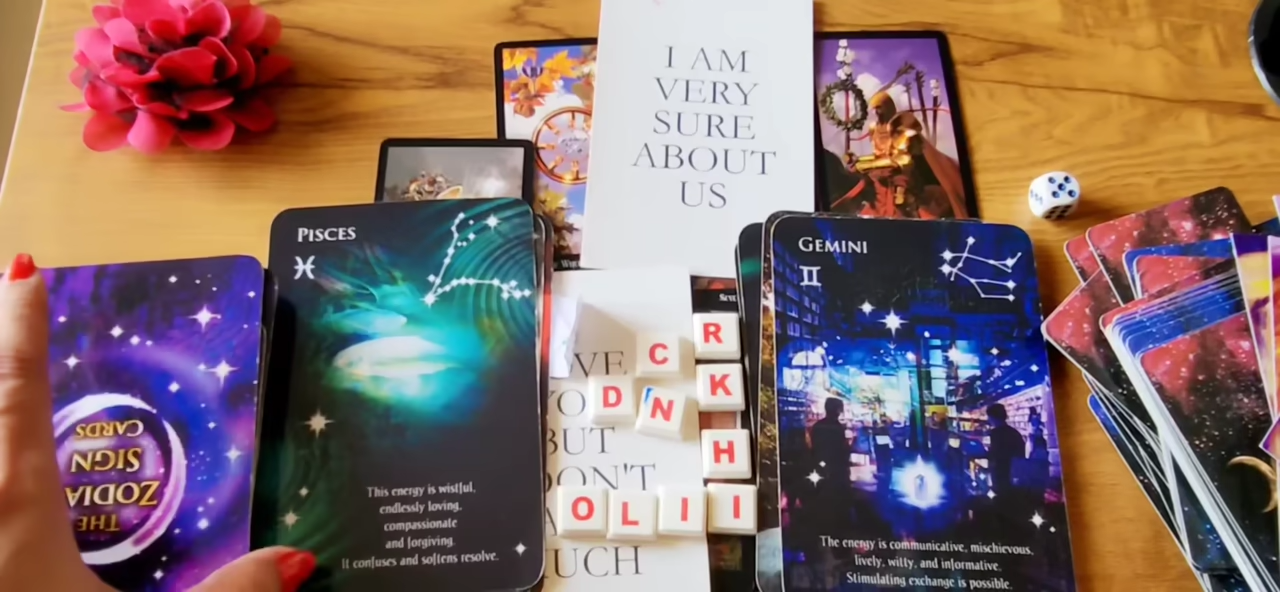 I AM
VERY
SURE
ABOUT
US
PISCES
This energy is wistful,
endlessly loving,
compassionate
and forgiving.
It confuses and softens resolve.
GEMINI
The energy is communicative, mischievous,
lively, witty, and informative.
Stimulating exchange is possible.
THE
ZODIA
SIGN
CARDS
BUT
DON'T
R
C
K
D
N
H
O
L
I
I
I